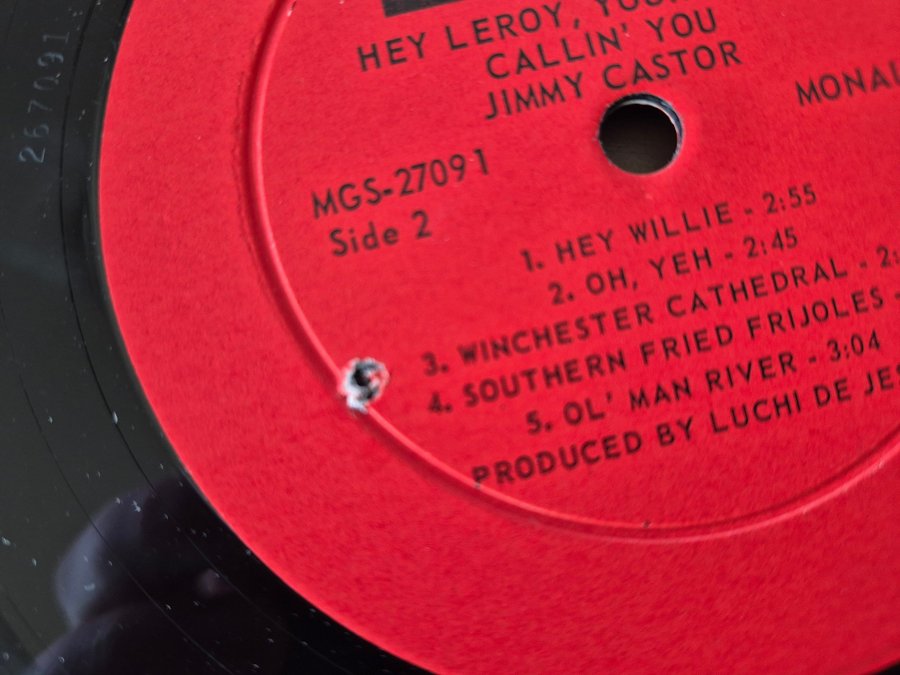 HEY LEROY,
CALLIN' YOU
JIMMY CASTOR
MGS-27091
Side 2
1. HEY WILLIE - 2:55
2. OH, YEH - 2:45
3. WINCHESTER CATHEDRAL - 2:
4. SOUTHERN FRIED FRIJOLES -
5. OL' MAN RIVER - 3:04
PRODUCED BY LUCHI DE
267091